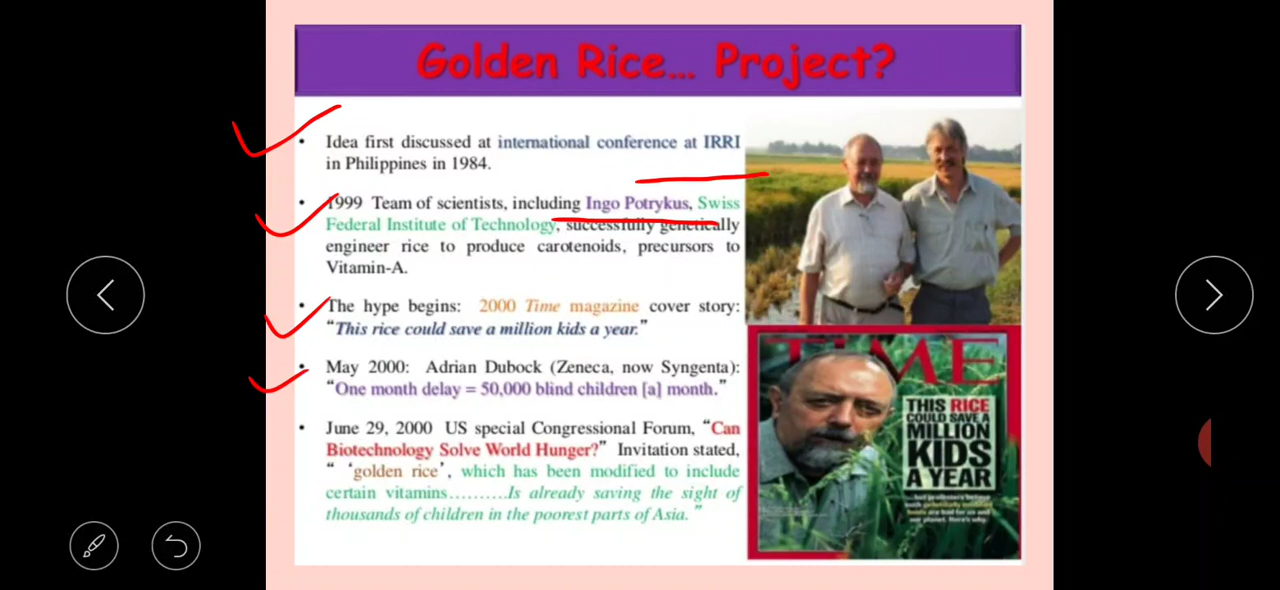 Golden Rice... Project?
• Idea first discussed at international conference at IRRI
in Philippines in 1984.
• 1999 Team of scientists, including Ingo Potrykus, Swiss
Federal Institute of Technology, successfully genetically
engineer rice to produce carotenoids, precursors to
Vitamin-A.
• The hype begins: 2000 Time magazine cover story:
“This rice could save a million kids a year.”
• May 2000: Adrian Dubock (Zeneca, now Syngenta):
“One month delay = 50,000 blind children [a] month.”
• June 29, 2000 US special Congressional Forum, “Can
Biotechnology Solve World Hunger?” Invitation stated,
“ ‘golden rice’, which has been modified to include
certain vitamins..........Is already saving the sight of
thousands of children in the poorest parts of Asia.”
TIME
THIS RICE
COULD SAVE A
MILLION
KIDS
A YEAR